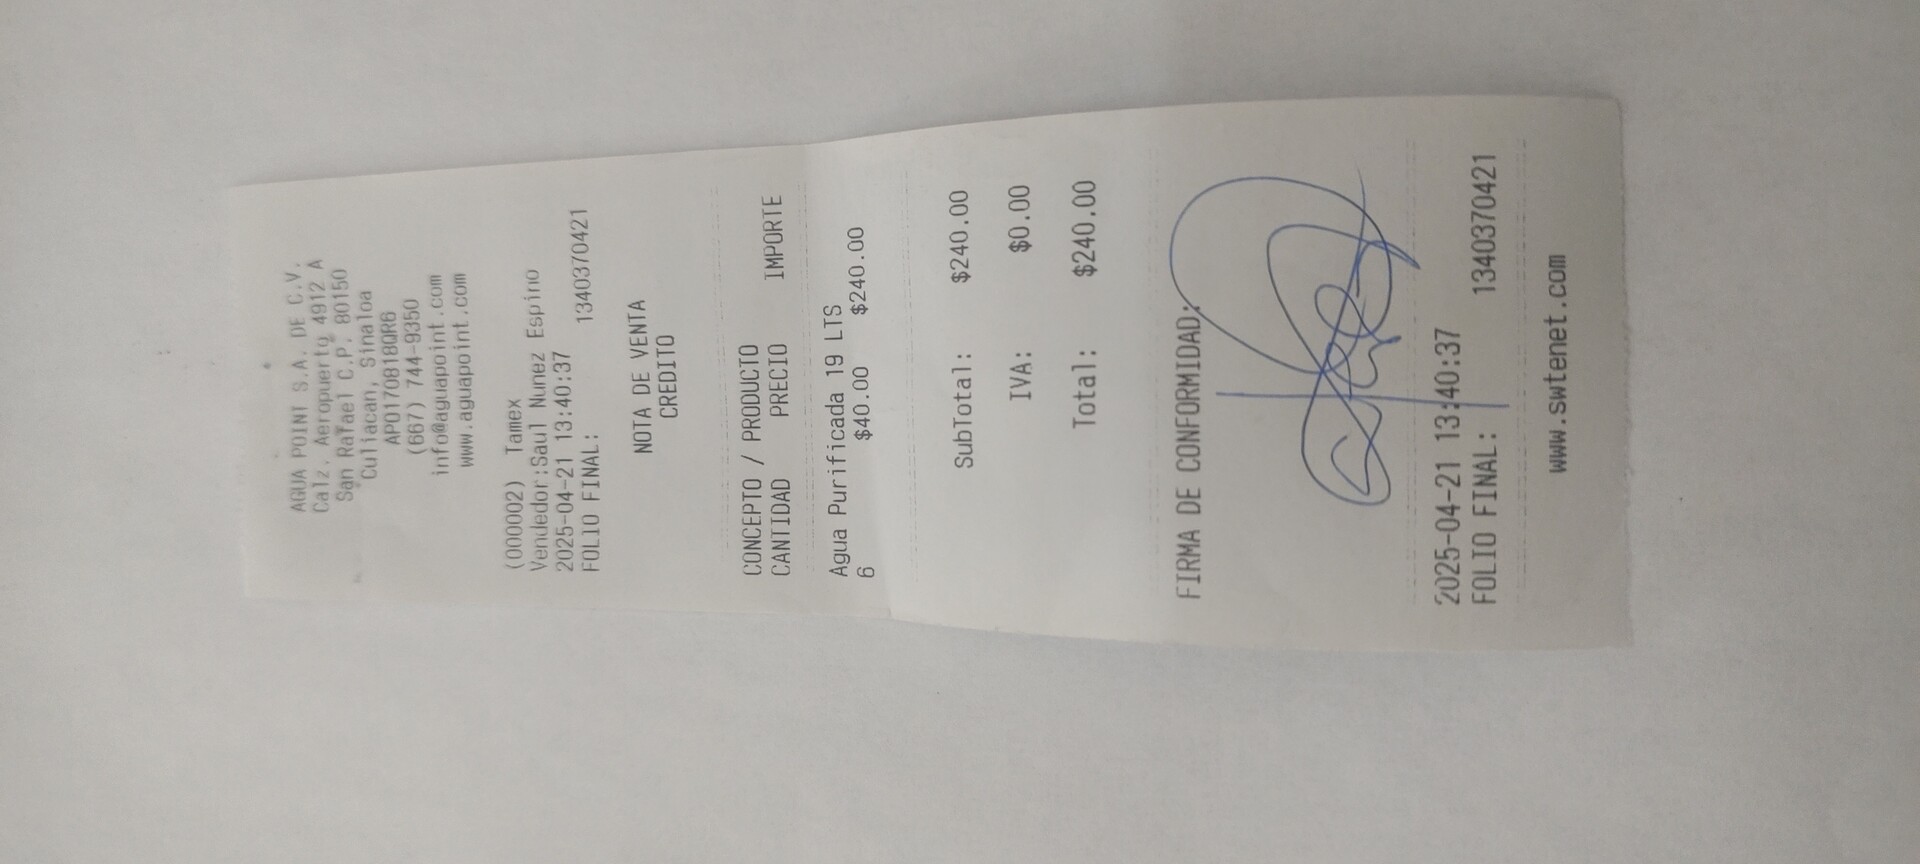 AGUA POINT S.A. DE C.V.
Calz. Aeropuerto 4912 A
San Rafael C.P. 80150
Culiacan, Sinaloa
APO170818QR6
(667) 744-9350
info@aguapoint.com
www.aguapoint.com
(000002) Tamex
Vendedor:Saul Nunez Espino
2025-04-21 13:40:37
FOLIO FINAL: 1340370421
NOTA DE VENTA
CREDITO
CONCEPTO / PRODUCTO
CANTIDAD PRECIO IMPORTE
Agua Purificada 19 LTS
6 $40.00 $240.00
SubTotal: $240.00
IVA: $0.00
Total: $240.00
FIRMA DE CONFORMIDAD:
2025-04-21 13:40:37
FOLIO FINAL: 1340370421
www.swtenet.com